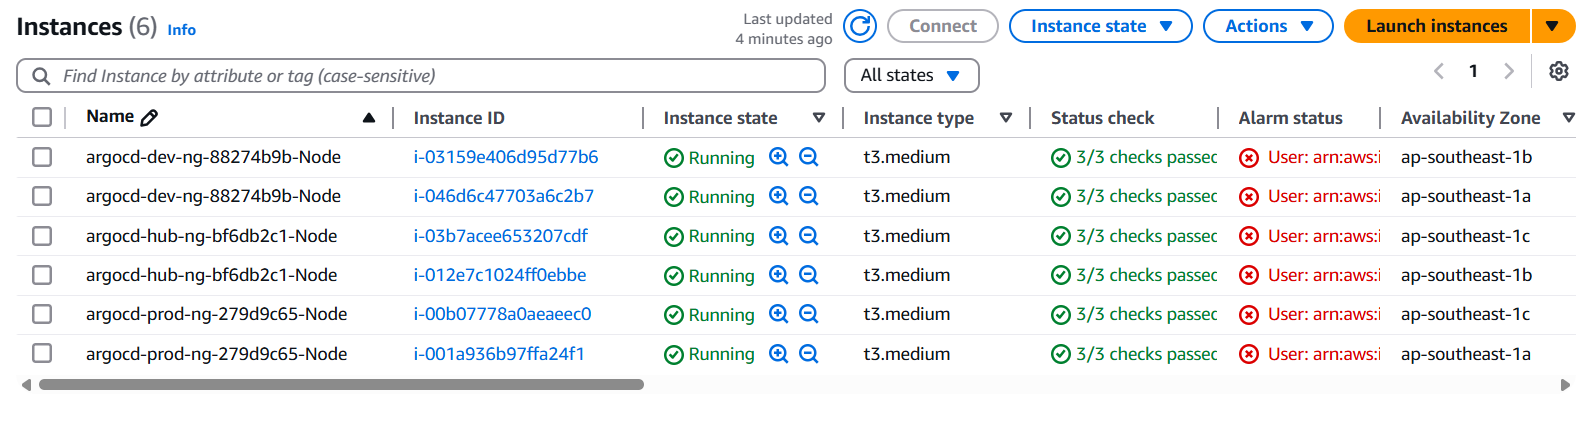 Instances (6) Info
Last updated
4 minutes ago
Connect
Instance state
Actions
Launch instances
Find Instance by attribute or tag (case-sensitive)
All states
1
Name Instance ID Instance state Instance type Status check Alarm status Availability Zone
argocd-dev-ng-88274b9b-Node i-03159e406d95d77b6 Running t3.medium 3/3 checks passec User: arn:aws:i ap-southeast-1b
argocd-dev-ng-88274b9b-Node i-046d6c47703a6c2b7 Running t3.medium 3/3 checks passec User: arn:aws:i ap-southeast-1a
argocd-hub-ng-bf6db2c1-Node i-03b7acee653207cdf Running t3.medium 3/3 checks passec User: arn:aws:i ap-southeast-1c
argocd-hub-ng-bf6db2c1-Node i-012e7c1024ff0ebbe Running t3.medium 3/3 checks passec User: arn:aws:i ap-southeast-1b
argocd-prod-ng-279d9c65-Node i-00b07778a0aeaeec0 Running t3.medium 3/3 checks passec User: arn:aws:i ap-southeast-1c
argocd-prod-ng-279d9c65-Node i-001a936b97ffa24f1 Running t3.medium 3/3 checks passec User: arn:aws:i ap-southeast-1a